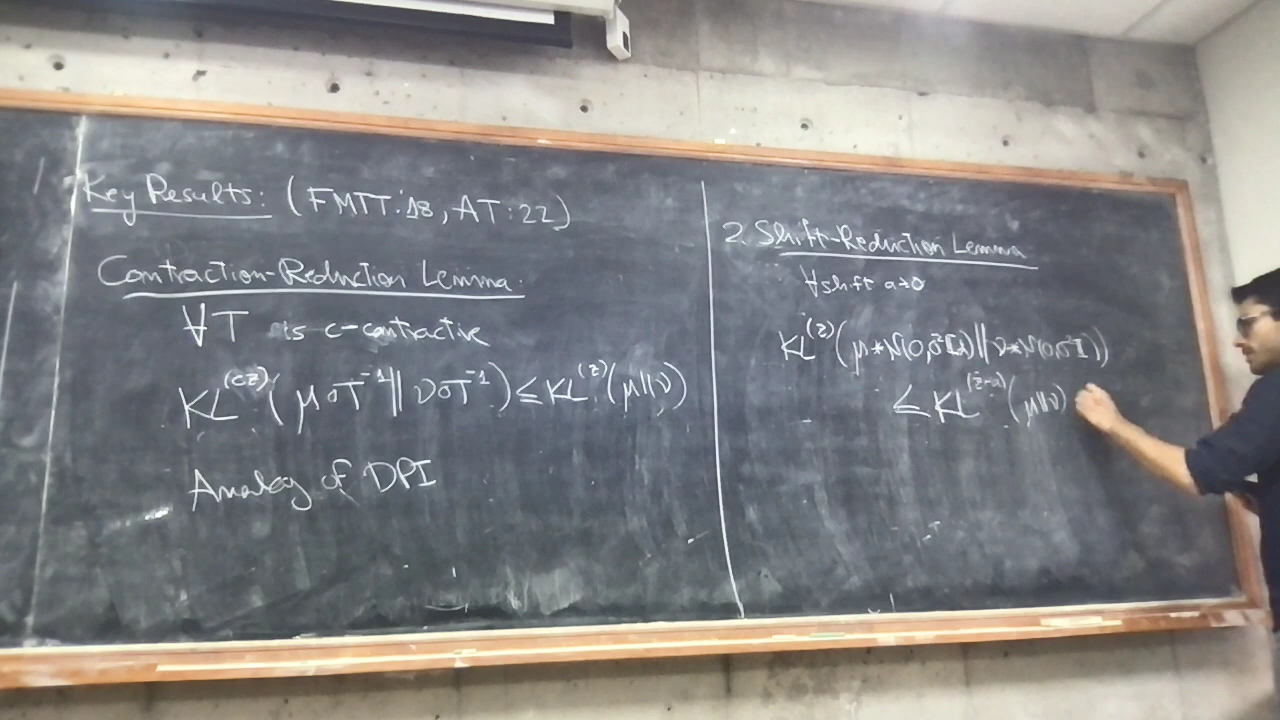 Key Results: (FMTT:18, AT:22)
Contraction-Reduction Lemma:
∀T is c-contractive
KL^(cz)(μ∘T⁻¹ ‖ ν∘T⁻¹) ≤ KL^(z)(μ‖ν)
Analog of DPI
2. Shift-Reduction Lemma
∀shift a>0
KL^(z)(μ*N(0,σ²I)‖ν*N(0,σ²I))
≤ KL^(z-a)(μ‖ν)